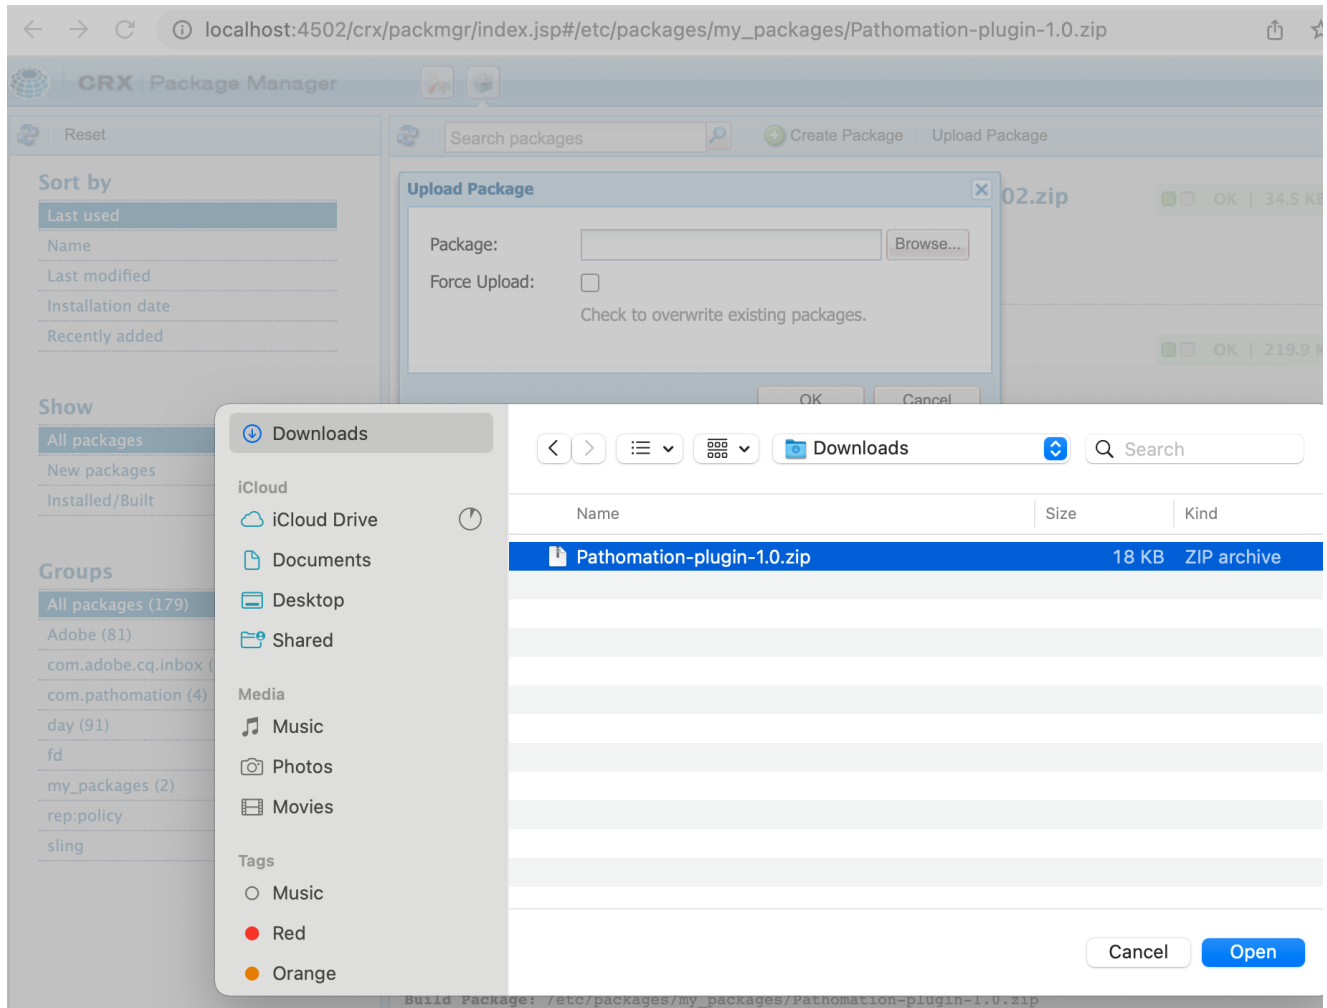 localhost:4502/crx/packmgr/index.jsp#/etc/packages/my_packages/Pathomation-plugin-1.0.zip
CRX Package Manager
Reset
Search packages
Create Package
Upload Package
Sort by
Last used
Name
Last modified
Installation date
Recently added
Show
All packages
New packages
Installed/Built
Groups
All packages (179)
Adobe (81)
com.adobe.cq.inbox (
com.pathomation (4)
day (91)
fd
my_packages (2)
rep:policy
sling
02.zip
OK | 34.5 KB
OK | 219.9 K
Upload Package
Package:
Browse...
Force Upload:
Check to overwrite existing packages.
OK
Cancel
Downloads
iCloud
iCloud Drive
Documents
Desktop
Shared
Media
Music
Photos
Movies
Tags
Music
Red
Orange
Downloads
Search
Name
Size
Kind
Pathomation-plugin-1.0.zip
18 KB
ZIP archive
Cancel
Open
Build Package: /etc/packages/my_packages/Pathomation-plugin-1.0.zip